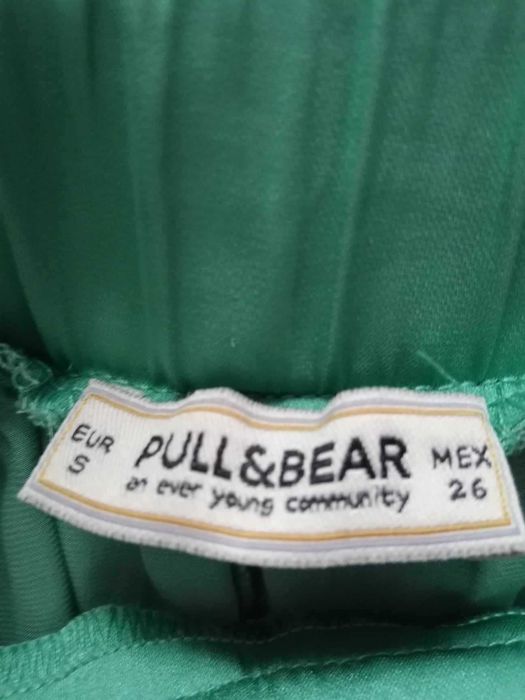 EUR
S
PULL&BEAR
an ever young community
MEX
26